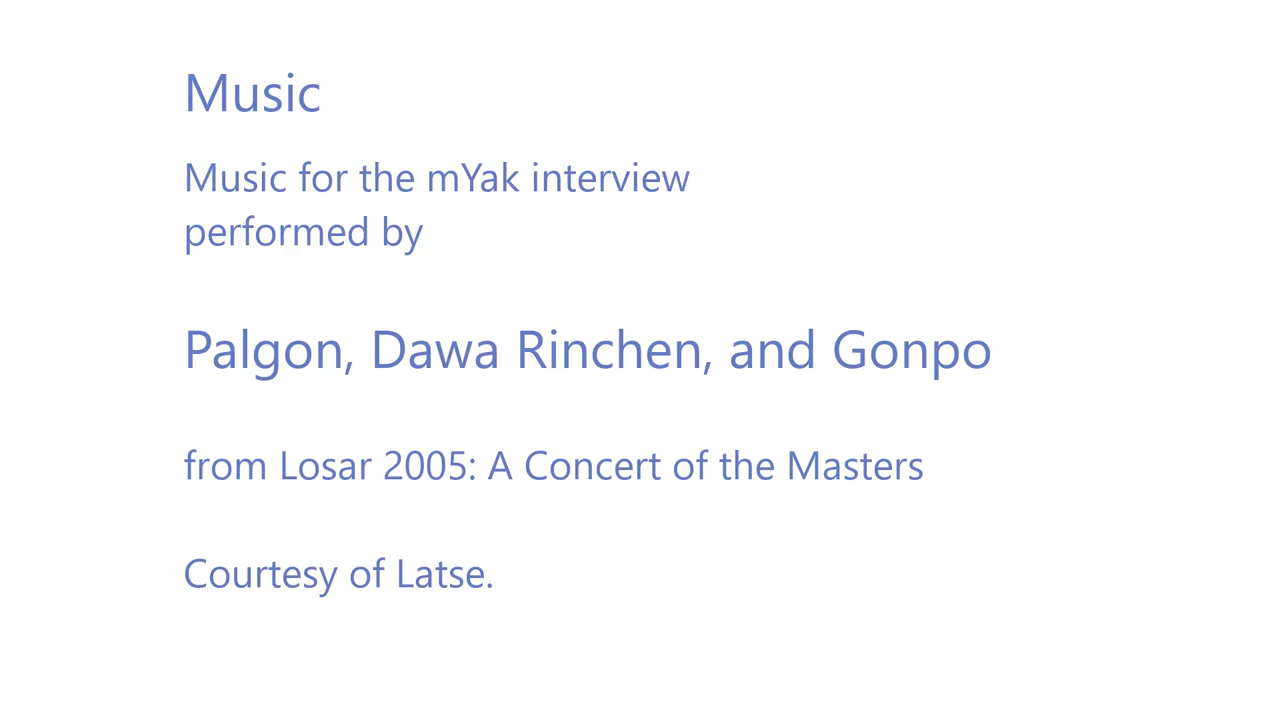 Music
Music for the mYak interview
performed by
Palgon, Dawa Rinchen, and Gonpo
from Losar 2005: A Concert of the Masters
Courtesy of Latse.